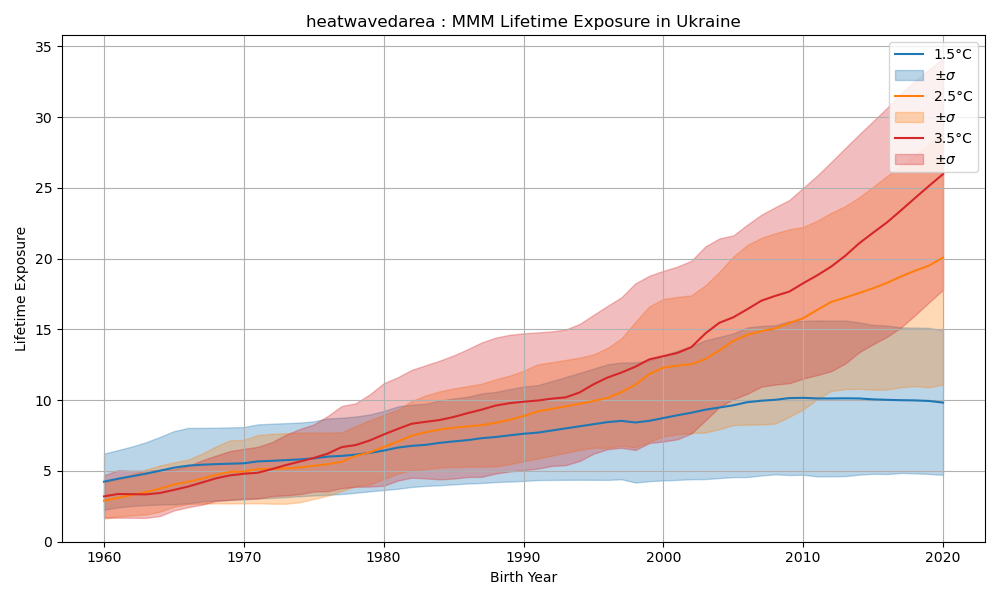 heatwavedarea : MMM Lifetime Exposure in Ukraine
35
30
25
20
15
10
5
0
Lifetime Exposure
1960 1970 1980 1990 2000 2010 2020
Birth Year
1.5°C
±σ
2.5°C
±σ
3.5°C
±σ